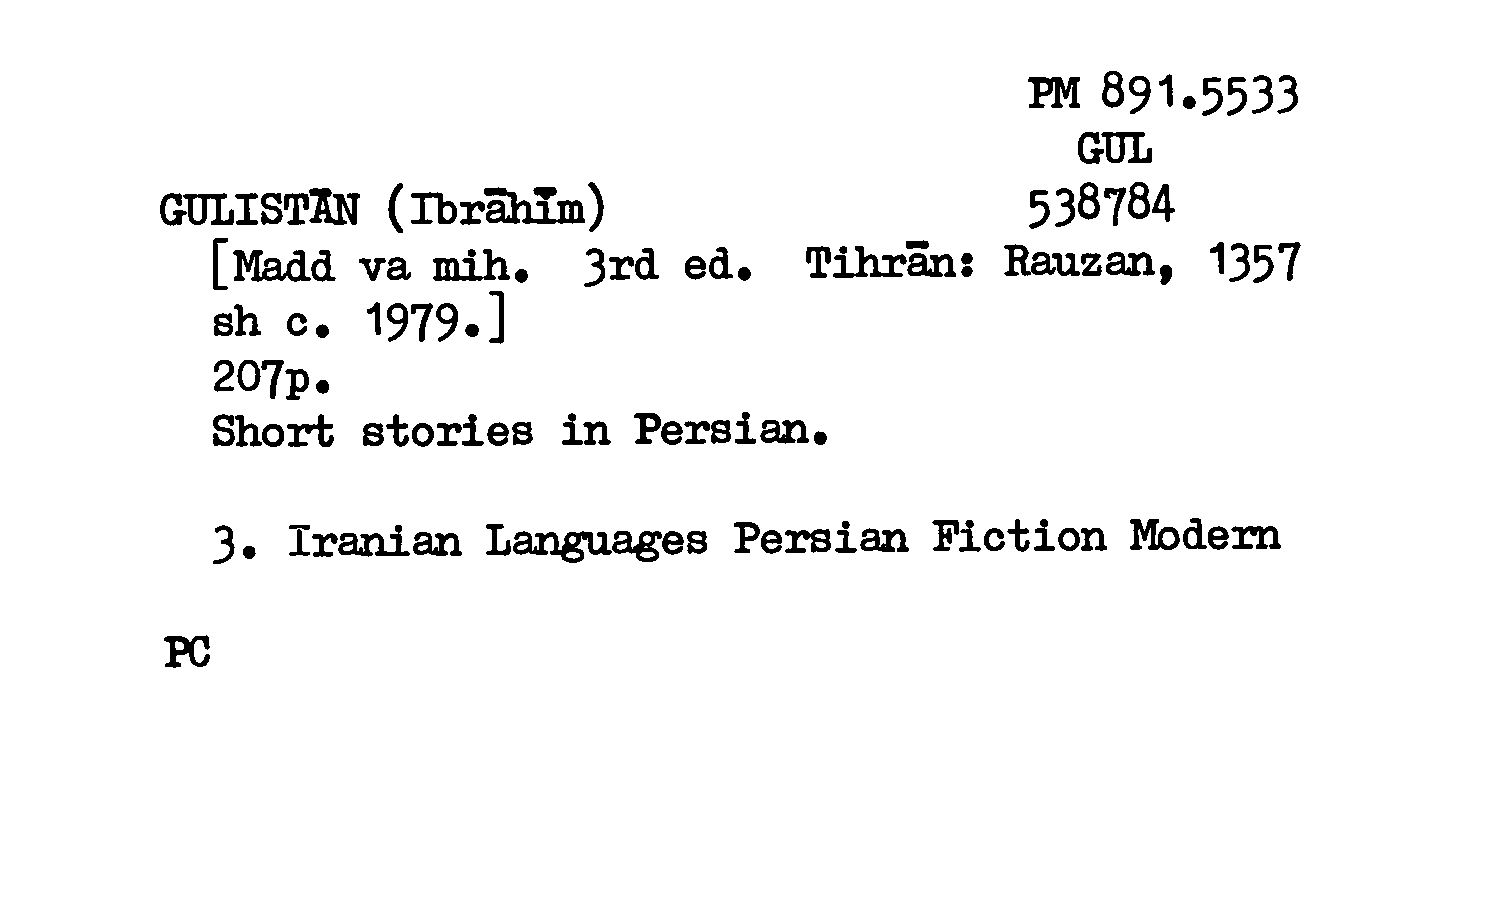 PM 891.5533
GUL
GULISTĀN (Ibrāhīm) 538784
[Madd va mih. 3rd ed. Tihrān: Rauzan, 1357
sh c. 1979.]
207p.
Short stories in Persian.
3. Iranian Languages Persian Fiction Modern
PC